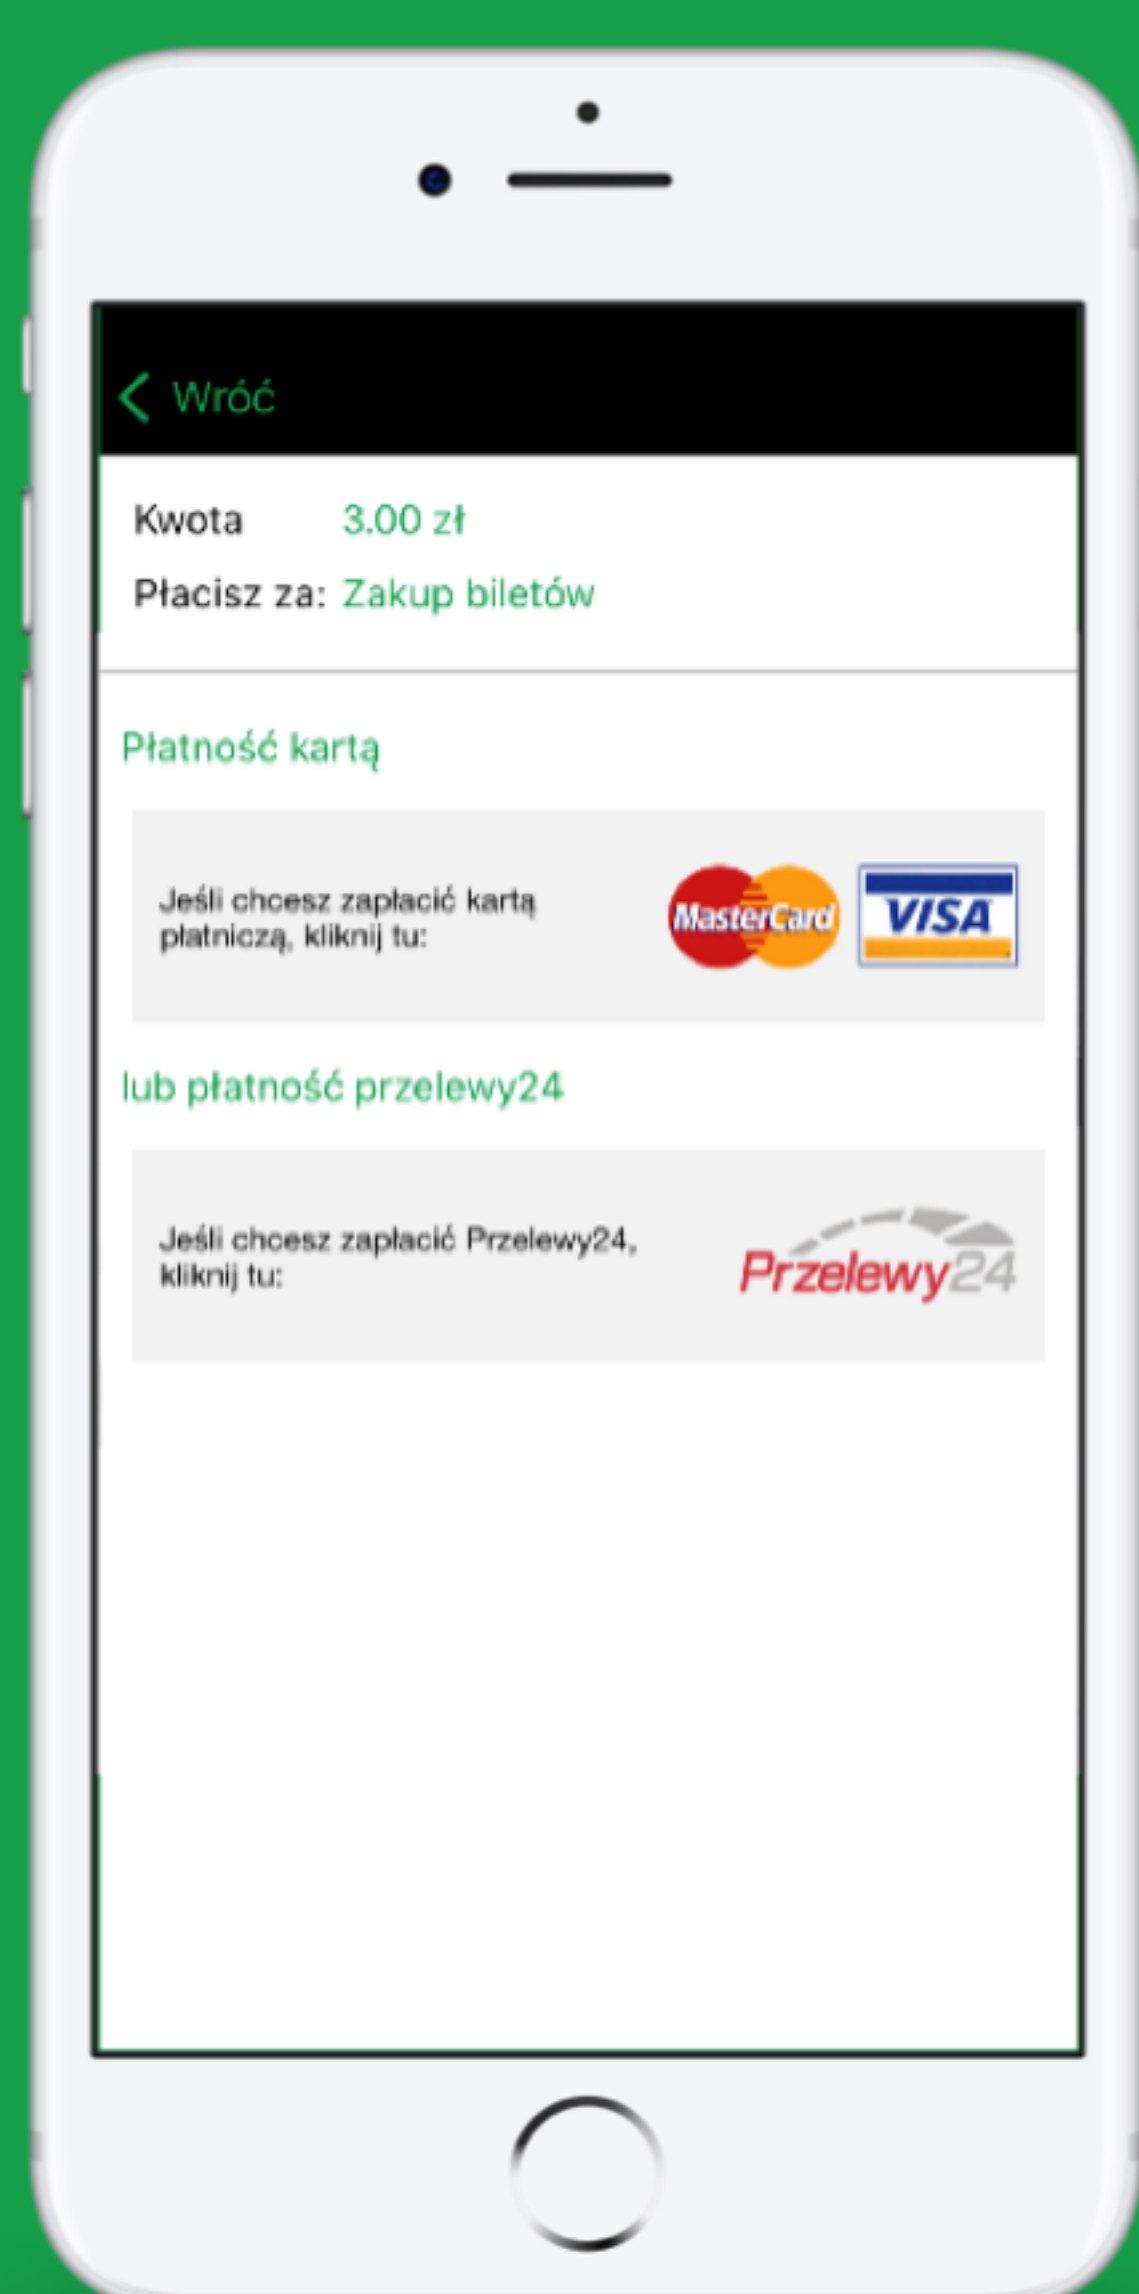 Wróć
Kwota 3.00 zł
Płacisz za: Zakup biletów
Płatność kartą
Jeśli chcesz zapłacić kartą
płatniczą, kliknij tu:
MasterCard VISA
lub płatność przelewy24
Jeśli chcesz zapłacić Przelewy24,
kliknij tu:
Przelewy24